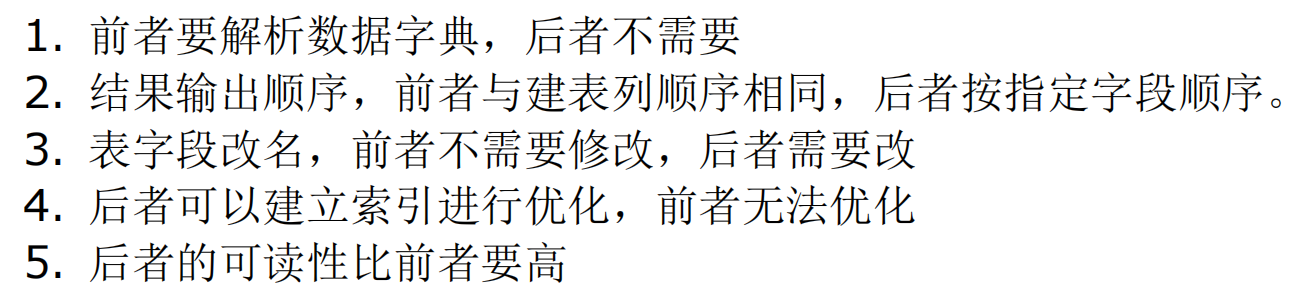 1. 前者要解析数据字典，后者不需要
2. 结果输出顺序，前者与建表列顺序相同，后者按指定字段顺序。
3. 表字段改名，前者不需要修改，后者需要改
4. 后者可以建立索引进行优化，前者无法优化
5. 后者的可读性比前者要高